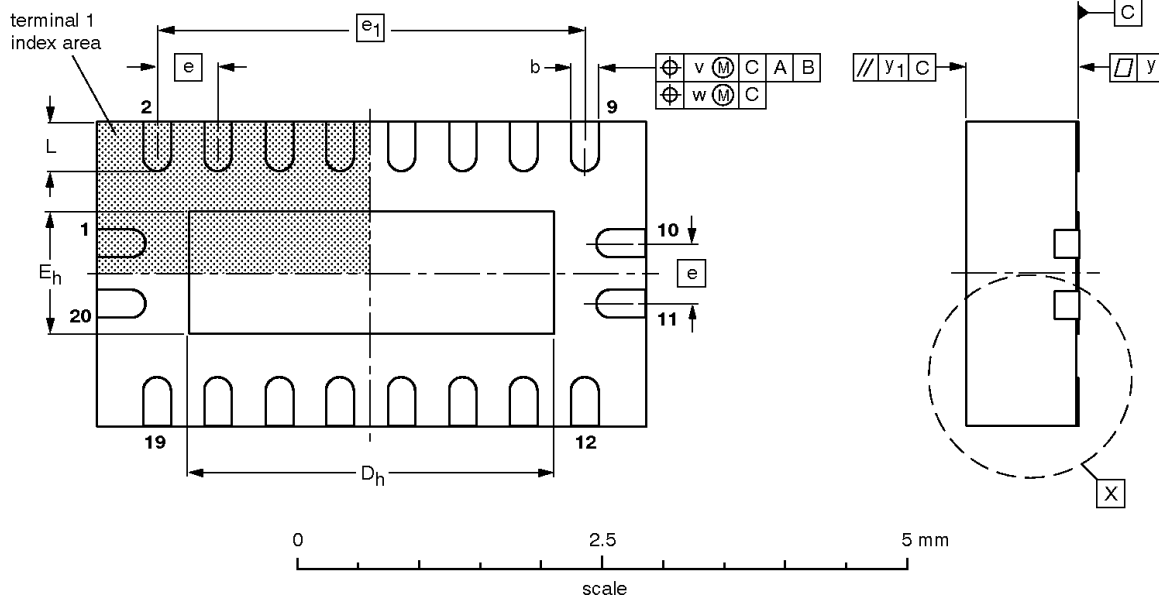 terminal 1
index area
e1
C
e
b
v M C A B
w M C
// y1 C
y
2
9
L
1
10
Eh
e
20
11
19
12
Dh
X
0
2.5
5 mm
scale